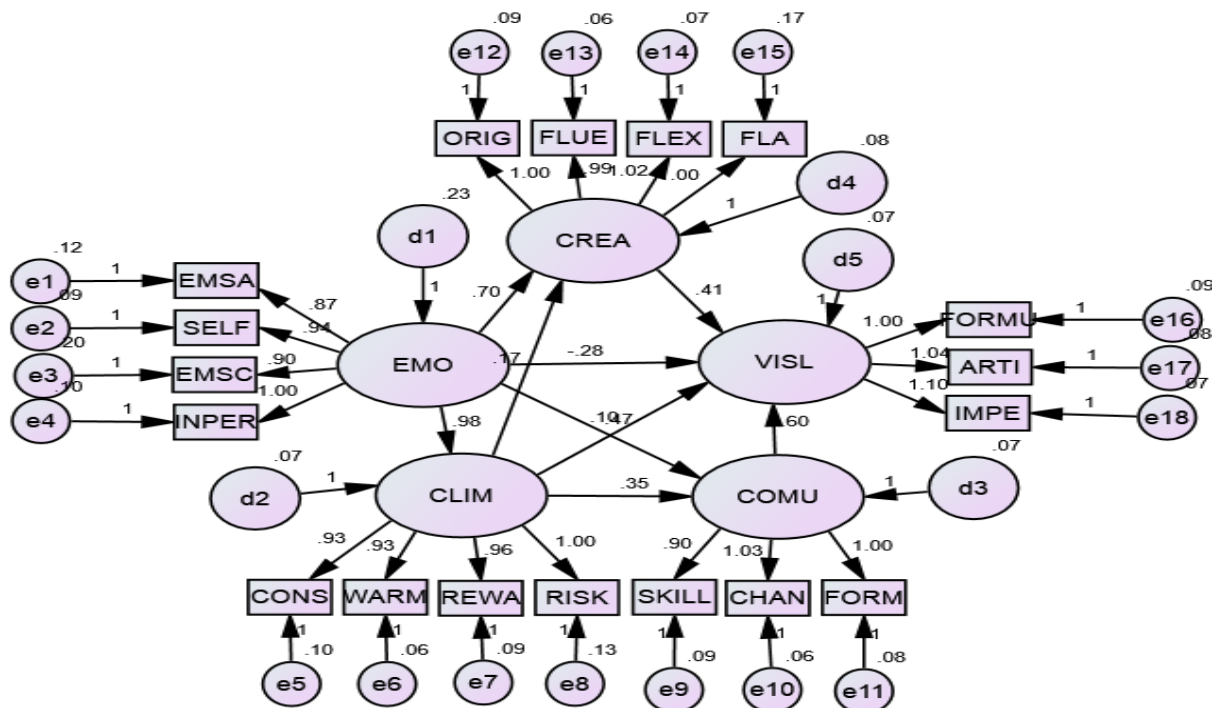 .09 .06 .07 .17
e12 e13 e14 e15
1 1 1 1
ORIG FLUE FLEX FLA
1.00 .99 1.02 1.00
.08
d4
1
.23
d1
1
CREA
.07
d5
1
.12
e1 1 EMSA
.09
e2 1 SELF
.20
e3 1 EMSC
.10
e4 1 INPER
.87
.94
.90
1.00
EMO
.70
.17
-.28
.41
VISL
1.00
1.04
1.10
FORMU 1 e16 .09
ARTI 1 e17 .08
IMPE 1 e18 .07
.98
.47
.60
.07
d2 1
CLIM
.35
COMU
1
d3
.07
.93 .93 .96 1.00 .90 1.03 1.00
CONS WARM REWA RISK SKILL CHAN FORM
1 1 1 1 1 1 1
.10 .06 .09 .13 .09 .06 .08
e5 e6 e7 e8 e9 e10 e11